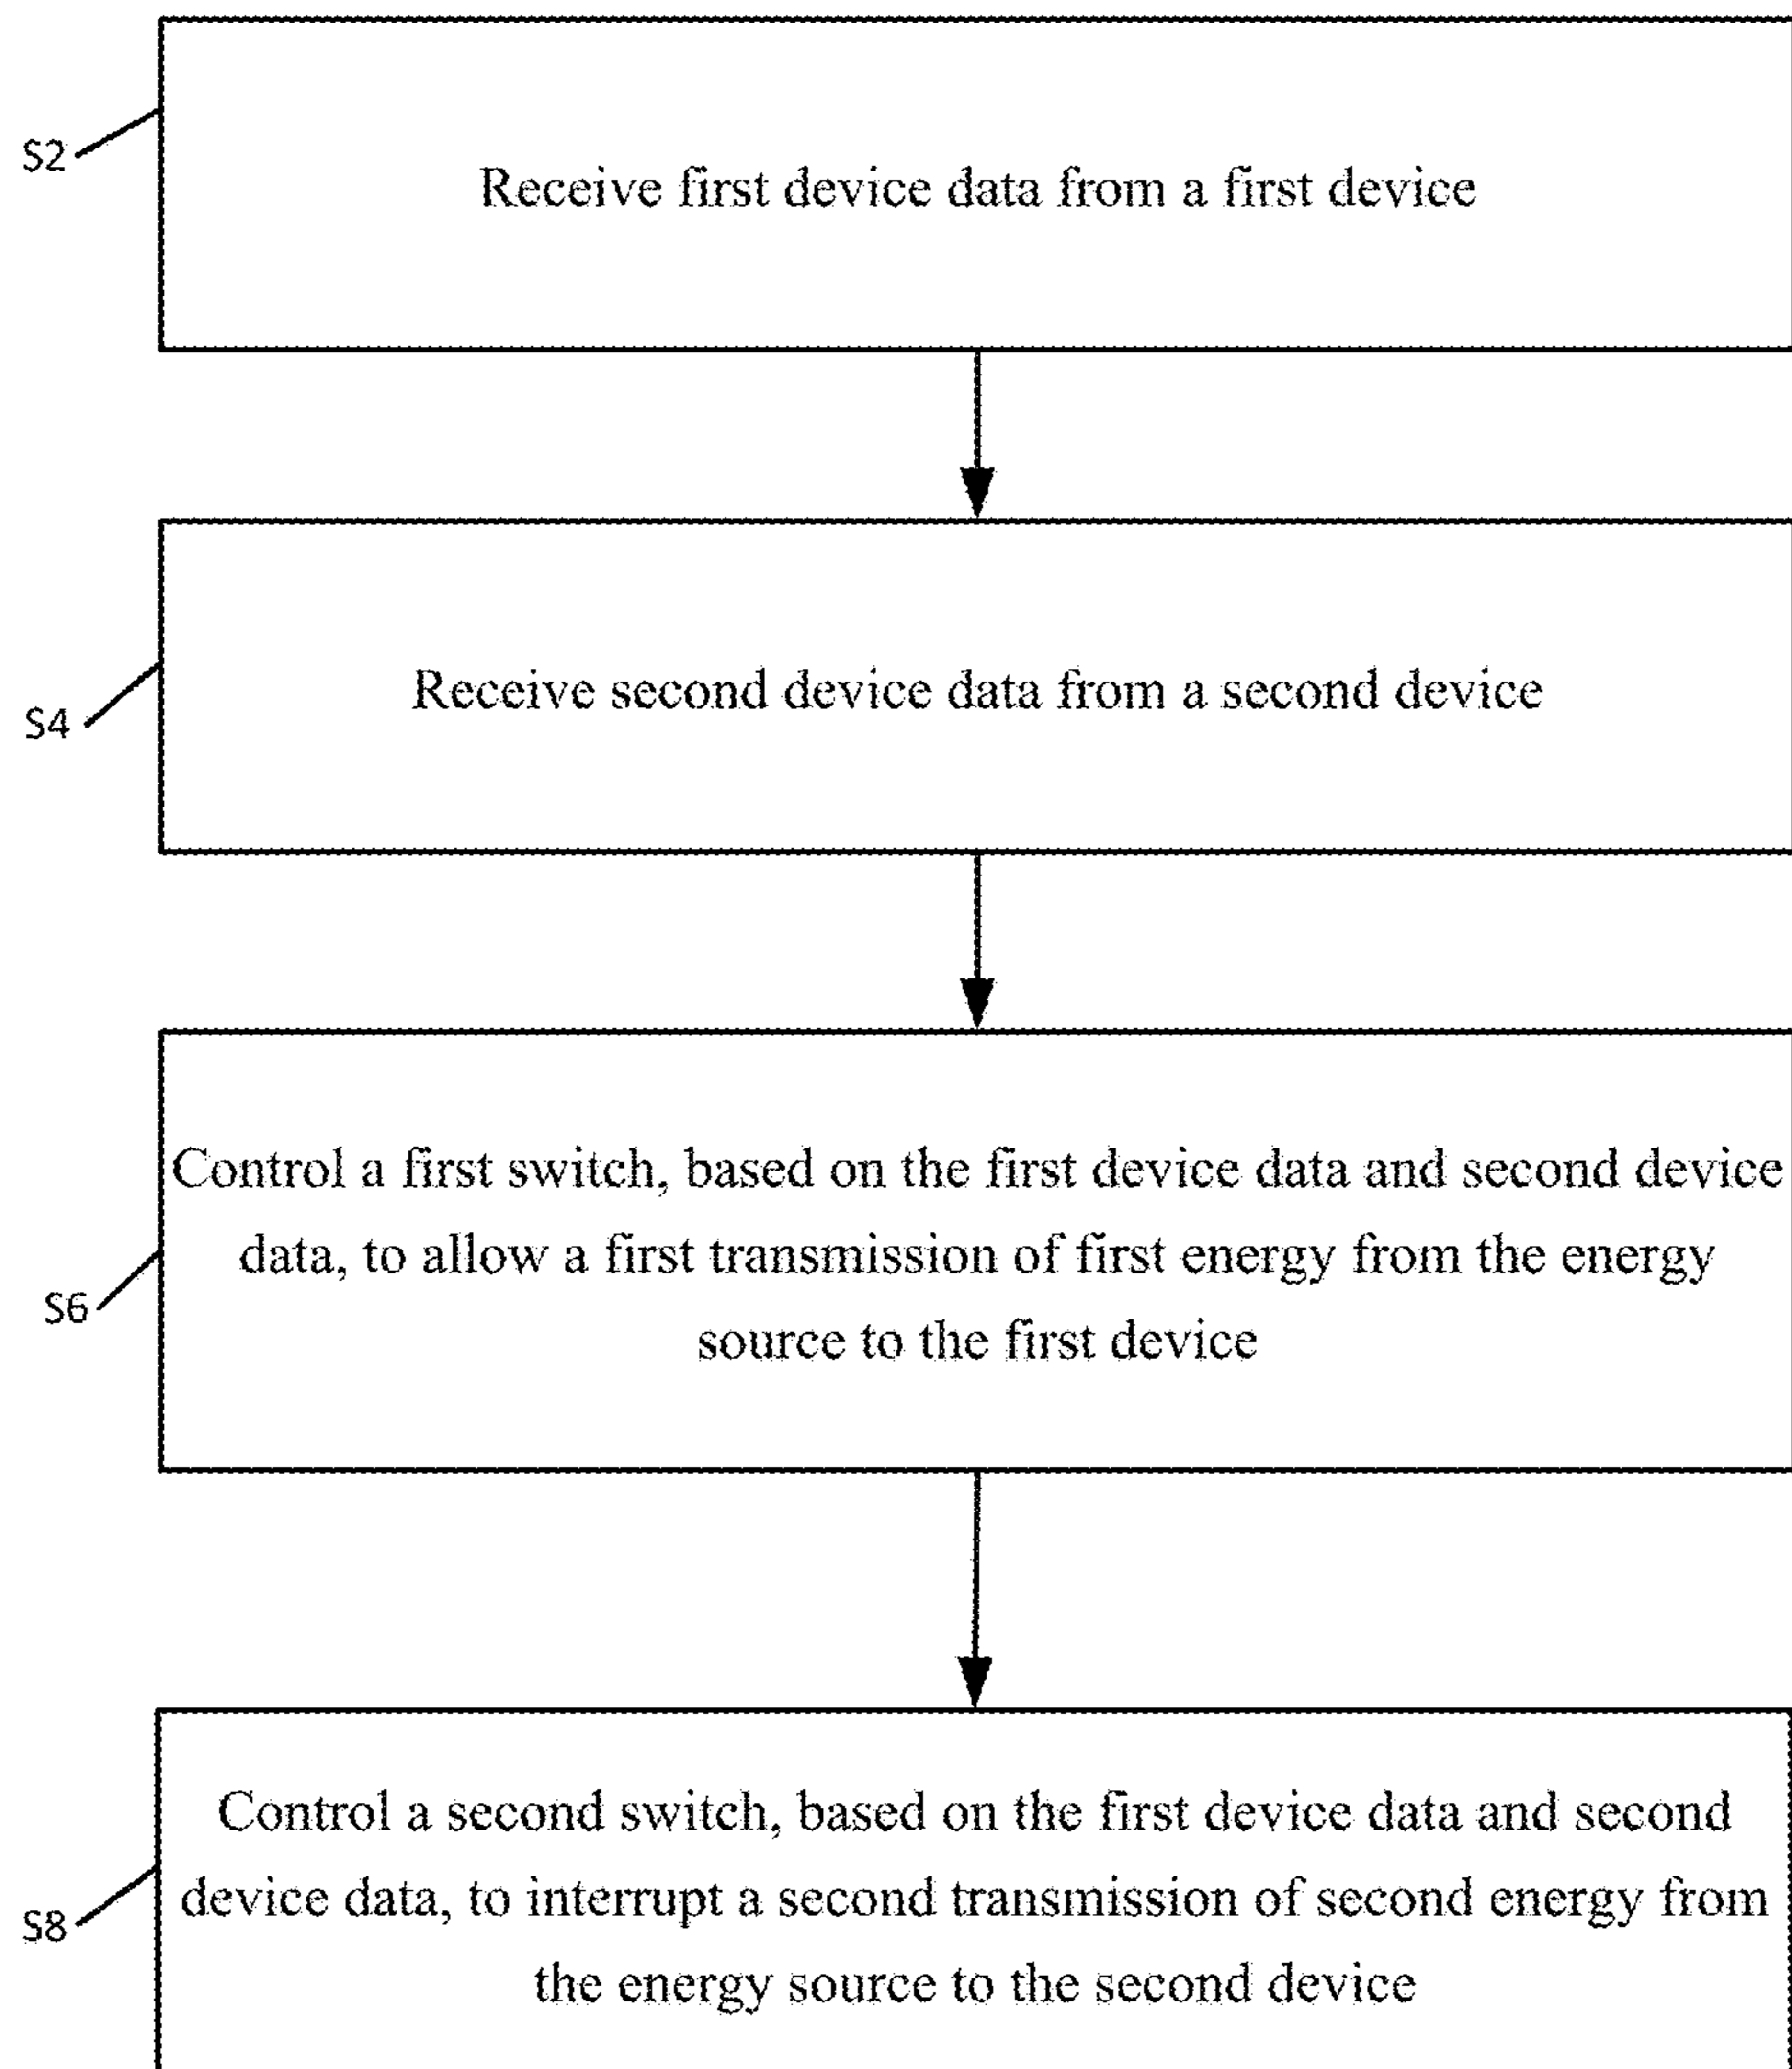 S2
Receive first device data from a first device
S4
Receive second device data from a second device
Control a first switch, based on the first device data and second device
data, to allow a first transmission of first energy from the energy
S6
source to the first device
Control a second switch, based on the first device data and second
device data, to interrupt a second transmission of second energy from
S8
the energy source to the second device